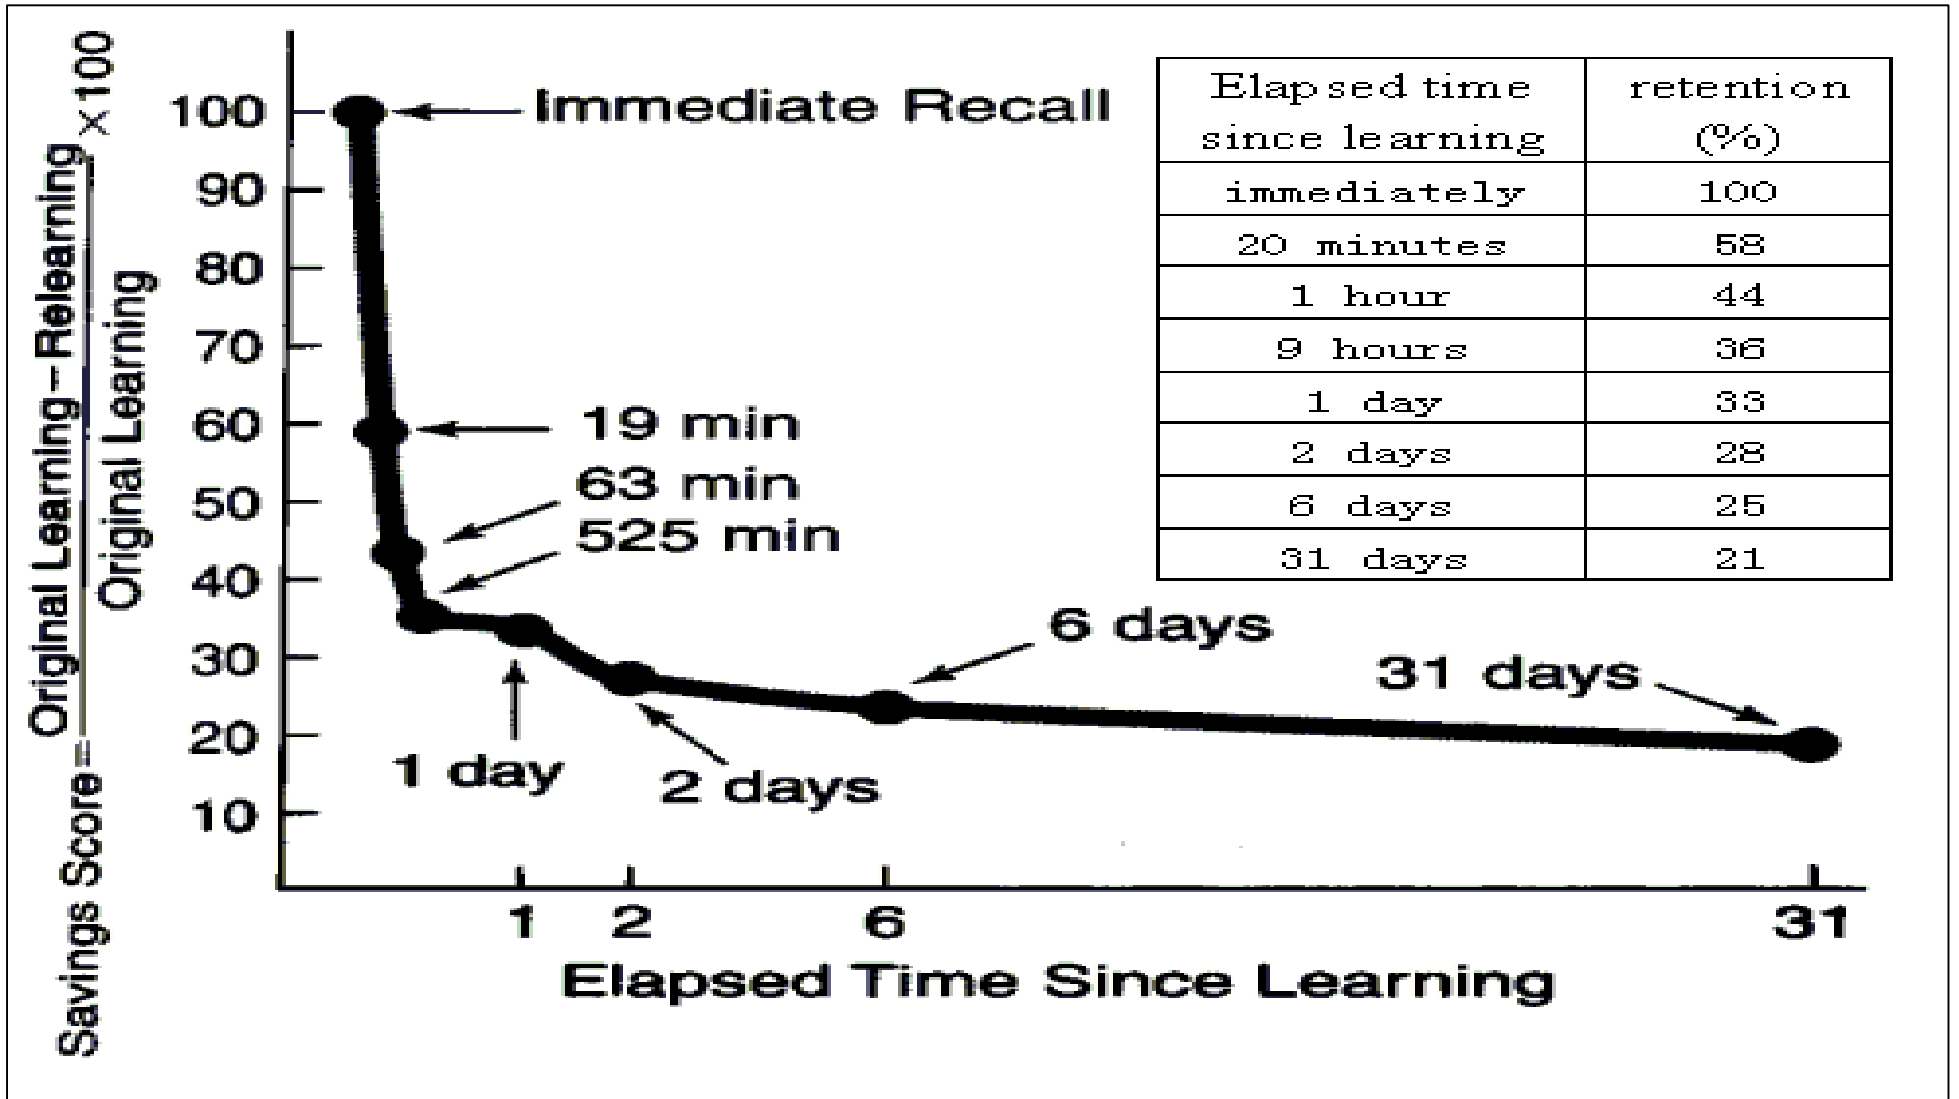 Savings Score= Original Learning – Relearning
Original Learning
×100
100
90
80
70
60
50
40
30
20
10
Immediate Recall
19 min
63 min
525 min
1 day
2 days
6 days
31 days
1 2 6 31
Elapsed Time Since Learning
Elapsed time since learning retention (%)
immediately 100
20 minutes 58
1 hour 44
9 hours 36
1 day 33
2 days 28
6 days 25
31 days 21